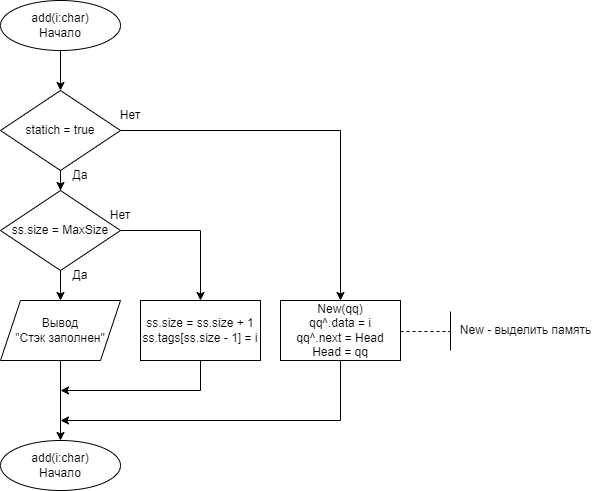 add(i:char)
Начало
Нет
statich = true
Да
Нет
ss.size = MaxSize
Да
Вывод
"Стэк заполнен"
ss.size = ss.size + 1
ss.tags[ss.size - 1] = i
New(qq)
qq^.data = i
qq^.next = Head
Head = qq
New - выделить память
add(i:char)
Начало